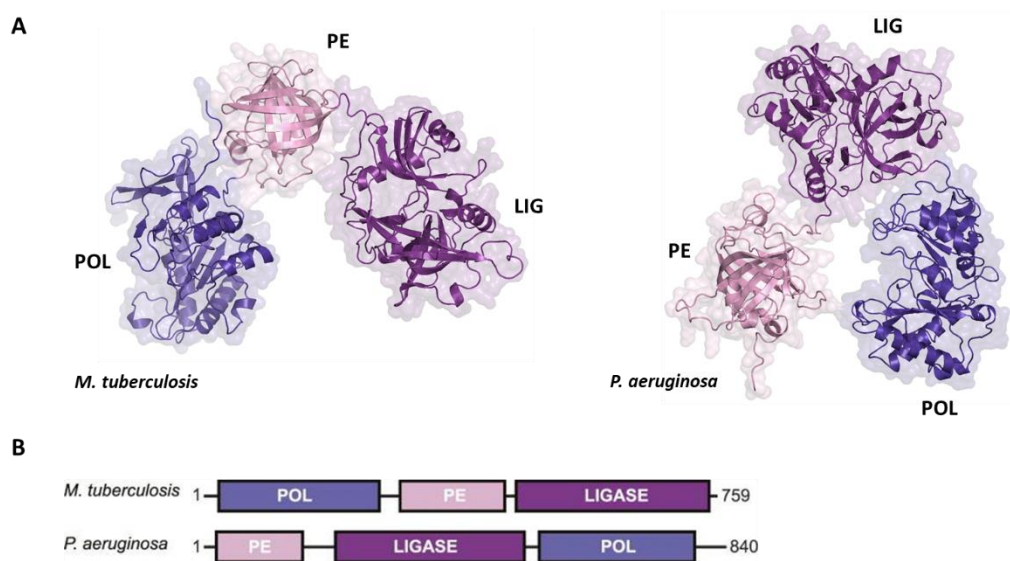 A
PE
POL
LIG
M. tuberculosis
LIG
PE
POL
P. aeruginosa
B
M. tuberculosis 1 POL PE LIGASE 759
P. aeruginosa 1 PE LIGASE POL 840